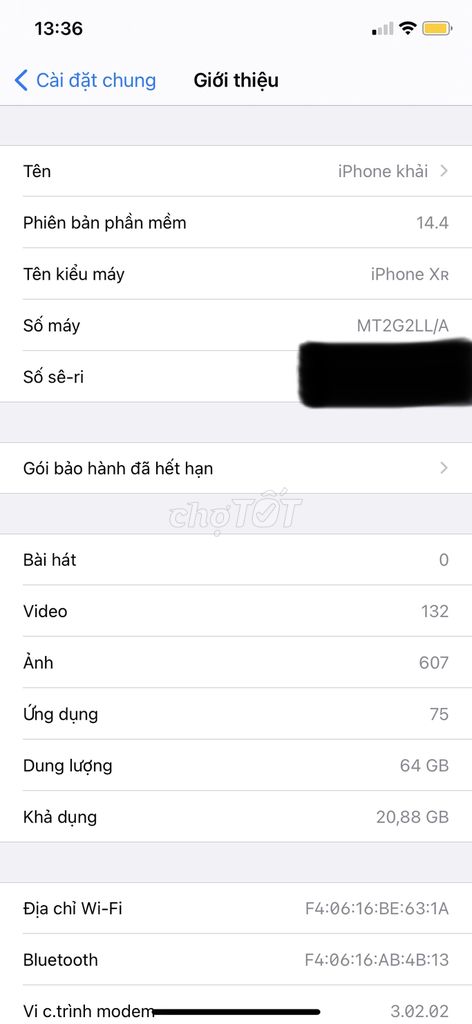 13:36
Cài đặt chung
Giới thiệu
Tên
iPhone khải
Phiên bản phần mềm
14.4
Tên kiểu máy
iPhone XR
Số máy
MT2G2LL/A
Số sê-ri
Gói bảo hành đã hết hạn
chợTỐT
Bài hát
0
Video
132
Ảnh
607
Ứng dụng
75
Dung lượng
64 GB
Khả dụng
20,88 GB
Địa chỉ Wi-Fi
F4:06:16:BE:63:1A
Bluetooth
F4:06:16:AB:4B:13
Vi c.trình modem
3.02.02